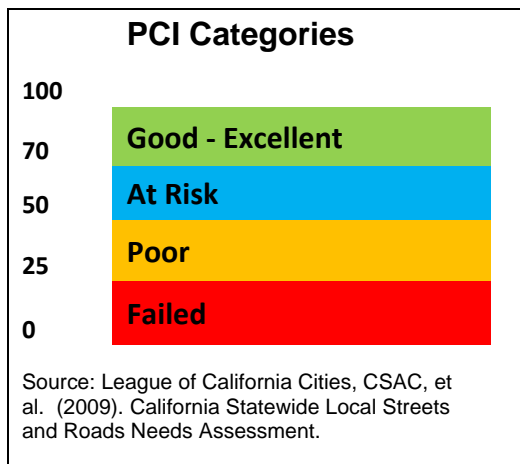 PCI Categories
100
Good - Excellent
70
At Risk
50
Poor
25
Failed
0
Source: League of California Cities, CSAC, et
al. (2009). California Statewide Local Streets
and Roads Needs Assessment.